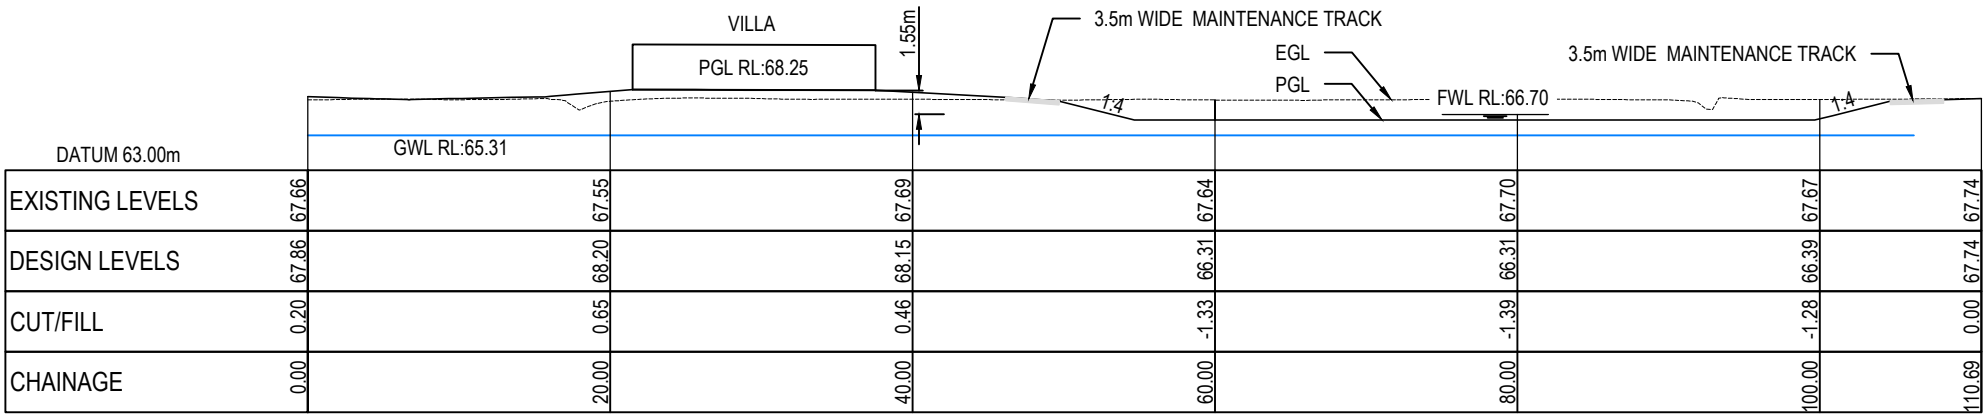 VILLA
1.55m
3.5m WIDE  MAINTENANCE TRACK
EGL
3.5m WIDE  MAINTENANCE TRACK
PGL RL:68.25
PGL
1:4
FWL RL:66.70
1:4
GWL RL:65.31
DATUM 63.00m
EXISTING LEVELS 67.66 67.55 67.69 67.64 67.70 67.67 67.74
DESIGN LEVELS 67.86 68.20 68.15 66.31 66.31 66.39 67.74
CUT/FILL 0.20 0.65 0.46 -1.33 -1.39 -1.28 0.00
CHAINAGE 0.00 20.00 40.00 60.00 80.00 100.00 110.69